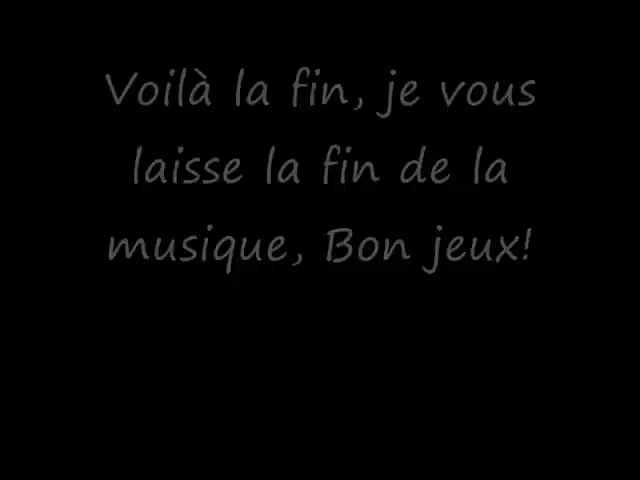 Voilà la fin, je vous
laisse la fin de la
musique, Bon jeux!